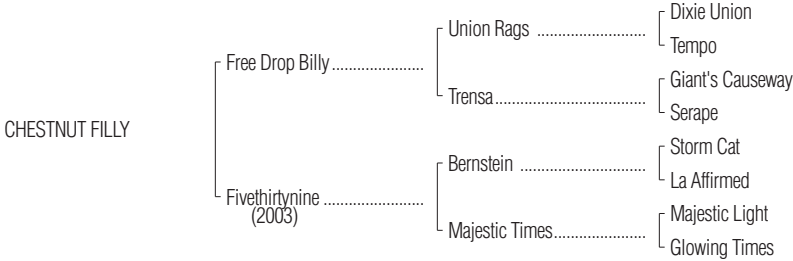 Dixie Union
Union Rags ............................
Tempo
Free Drop Billy........................
Giant's Causeway
Trensa.......................................
Serape
CHESTNUT FILLY
Storm Cat
Bernstein ................................
La Affirmed
Fivethirtynine ..........................
(2003)
Majestic Light
Majestic Times........................
Glowing Times